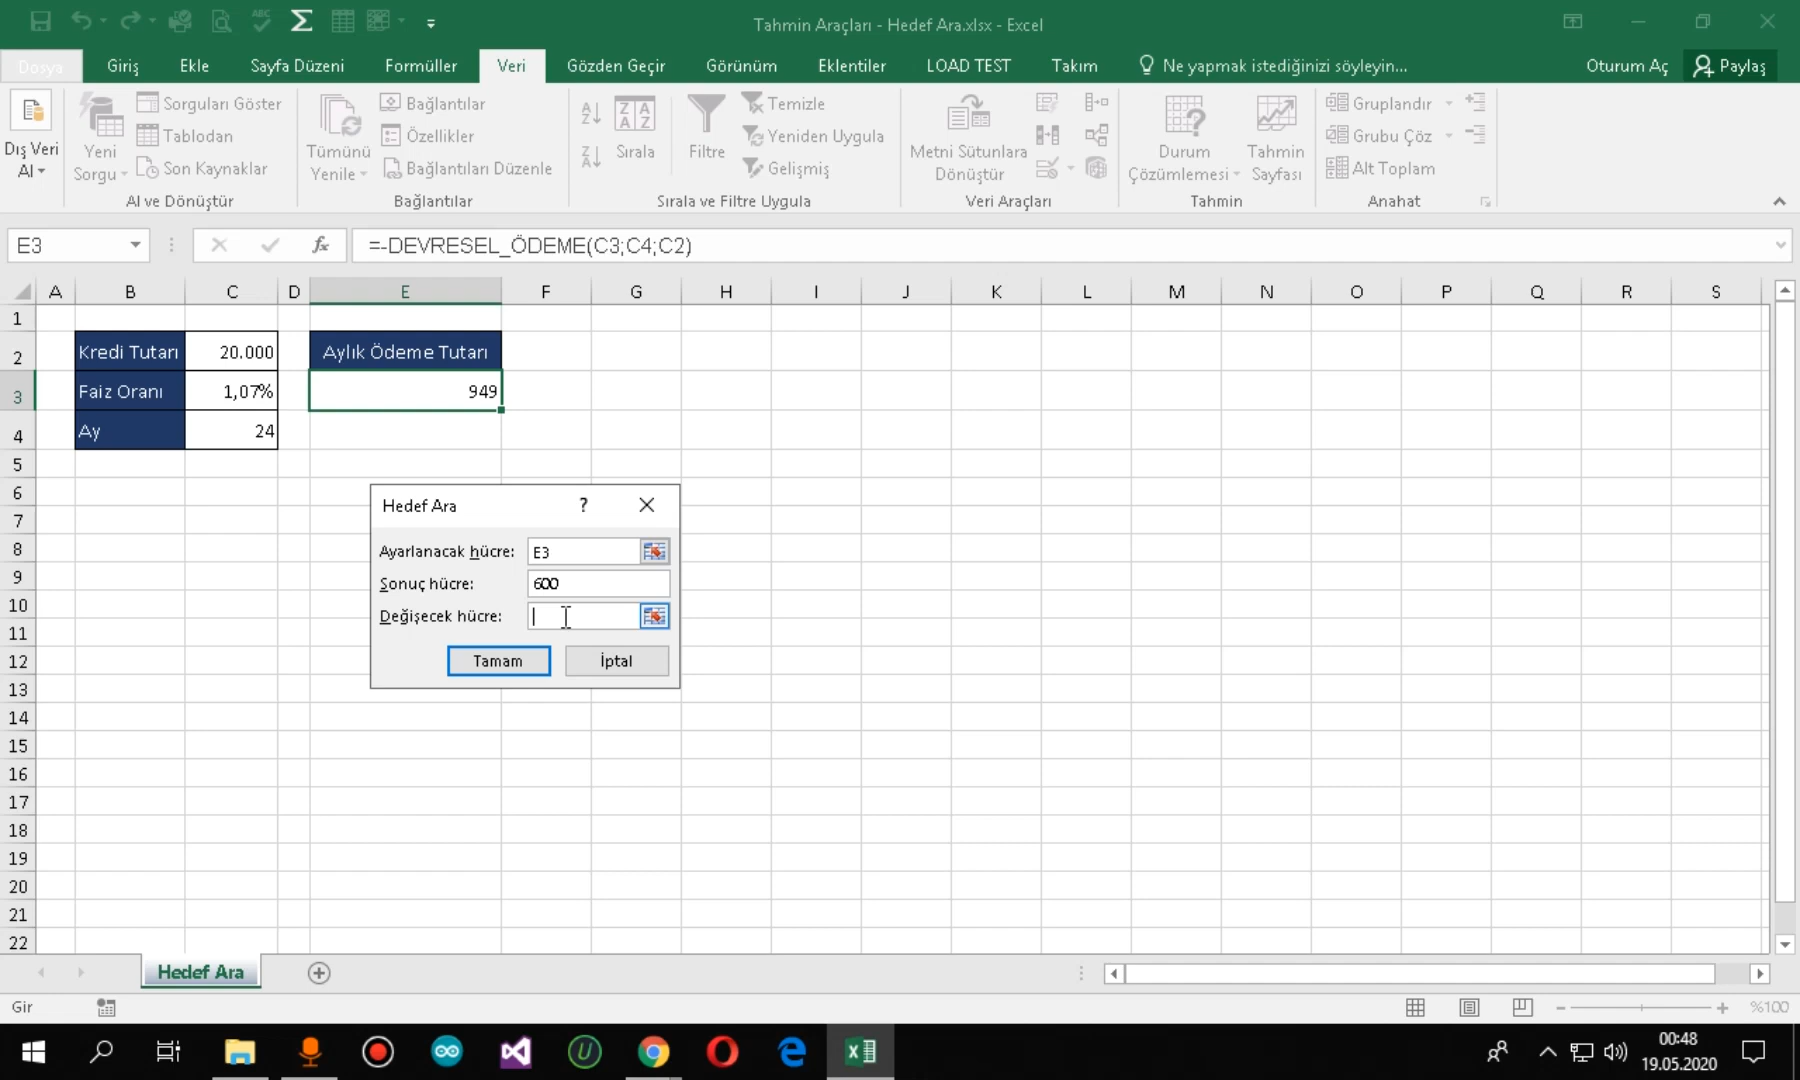 Tahmin Araçları - Hedef Ara.xlsx - Excel
Dosya Giriş Ekle Sayfa Düzeni Formüller Veri Gözden Geçir Görünüm Eklentiler LOAD TEST Takım Ne yapmak istediğinizi söyleyin... Oturum Aç Paylaş
Dış Veri Al
Yeni Sorgu
Sorguları Göster
Tablodan
Son Kaynaklar
Al ve Dönüştür
Tümünü Yenile
Bağlantılar
Özellikler
Bağlantıları Düzenle
Bağlantılar
Sırala
Filtre
Temizle
Yeniden Uygula
Gelişmiş
Sırala ve Filtre Uygula
Metni Sütunlara Dönüştür
Veri Araçları
Durum Çözümlemesi
Tahmin Sayfası
Tahmin
Gruplandır
Grubu Çöz
Alt Toplam
Anahat
E3 fx =-DEVRESEL_ÖDEME(C3;C4;C2)
A B C D E F G H I J K L M N O P Q R S
1
2 Kredi Tutarı 20.000 Aylık Ödeme Tutarı
3 Faiz Oranı 1,07% 949
4 Ay 24
5
6
7
8
9
10
11
12
13
14
15
16
17
18
19
20
21
22
Hedef Ara ?
Ayarlanacak hücre: E3
Sonuç hücre: 600
Değişecek hücre:
Tamam İptal
Hedef Ara
Gir %100
00:48
19.05.2020